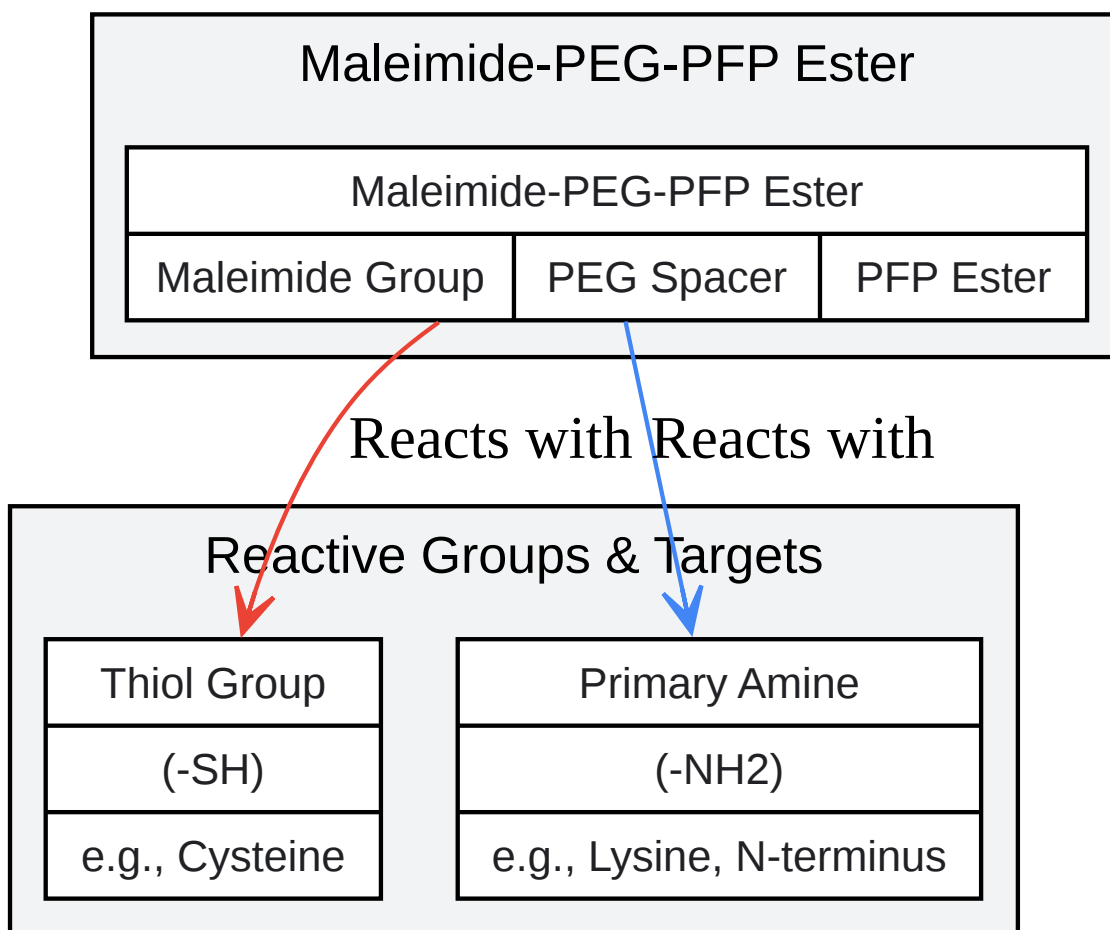 Maleimide-PEG-PFP Ester
Maleimide-PEG-PFP Ester
Maleimide Group PEG Spacer PFP Ester
Reacts with Reacts with
Reactive Groups & Targets
Thiol Group Primary Amine
(-SH) (-NH2)
e.g., Cysteine e.g., Lysine, N-terminus